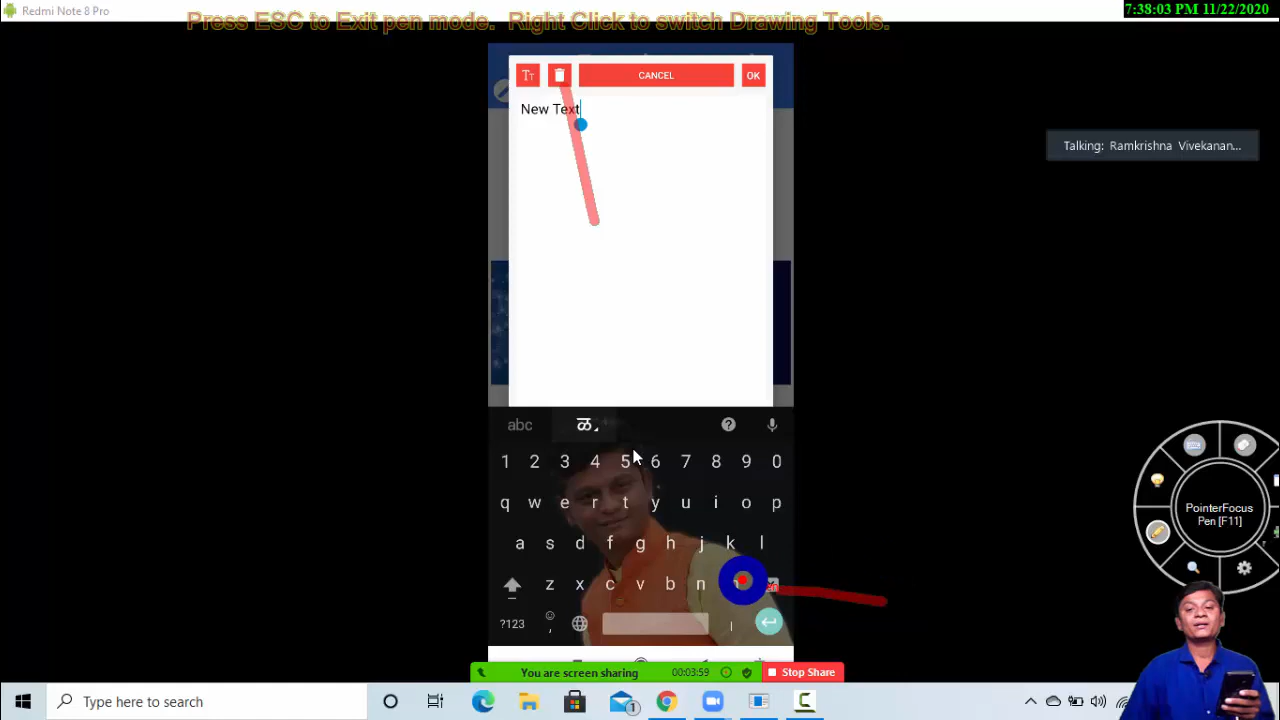 Redmi Note 8 Pro
Press ESC to Exit pen mode. Right Click to switch Drawing Tools.
7:38:03 PM 11/22/2020
CANCEL
OK
New Text
Talking: Ramkrishna Vivekanan...
abc
ळ
1 2 3 4 5 6 7 8 9 0
q w e r t y u i o p
a s d f g h j k l
z x c v b n
?123
PointerFocus
Pen [F11]
You are screen sharing
00:03:59
Stop Share
Type here to search
1